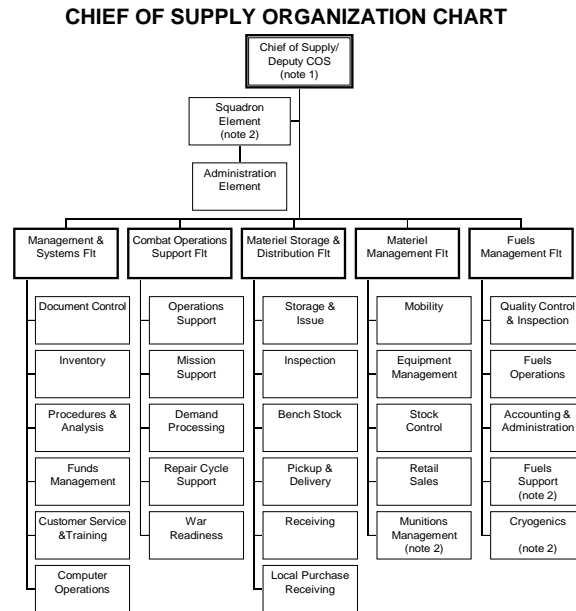 CHIEF OF SUPPLY ORGANIZATION CHART
Chief of Supply/
Deputy COS
(note 1)
Squadron
Element
(note 2)
Administration
Element
Management &
Systems Flt
Combat Operations
Support Flt
Materiel Storage &
Distribution Flt
Materiel
Management Flt
Fuels
Management Flt
Document Control
Inventory
Procedures &
Analysis
Funds
Management
Customer Service
&Training
Computer
Operations
Operations
Support
Mission
Support
Demand
Processing
Repair Cycle
Support
War
Readiness
Storage &
Issue
Inspection
Bench Stock
Pickup &
Delivery
Receiving
Local Purchase
Receiving
Mobility
Equipment
Management
Stock
Control
Retail
Sales
Munitions
Management
(note 2)
Quality Control
& Inspection
Fuels
Operations
Accounting &
Administration
Fuels
Support
(note 2)
Cryogenics
(note 2)